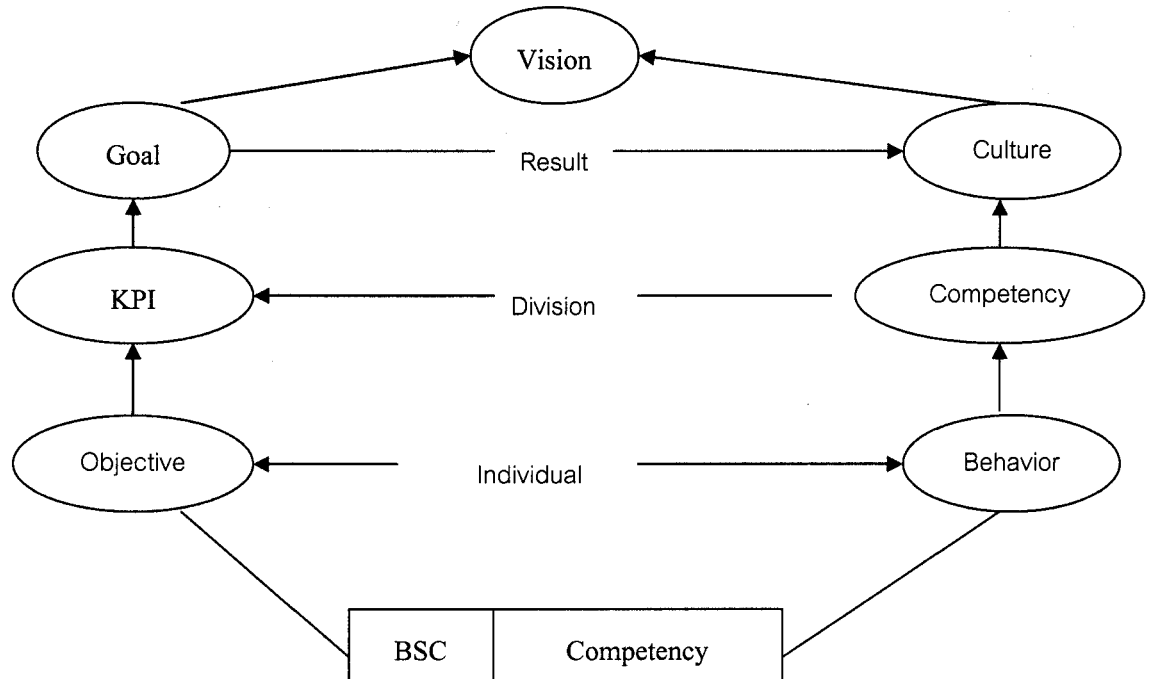 Vision
Goal
Result
Culture
KPI
Division
Competency
Objective
Individual
Behavior
BSC
Competency